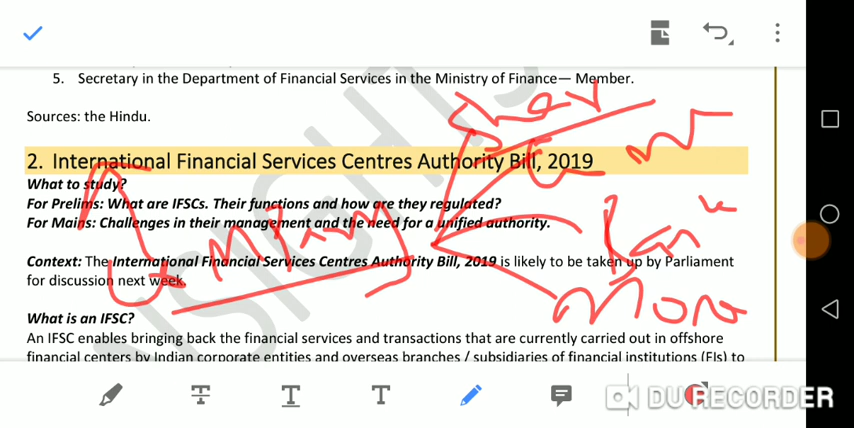 5. Secretary in the Department of Financial Services in the Ministry of Finance— Member.
Sources: the Hindu.
2. International Financial Services Centres Authority Bill, 2019
What to study?
For Prelims: What are IFSCs. Their functions and how are they regulated?
For Mains: Challenges in their management and the need for a unified authority.
Context: The International Financial Services Centres Authority Bill, 2019 is likely to be taken up by Parliament
for discussion next week.
What is an IFSC?
An IFSC enables bringing back the financial services and transactions that are currently carried out in offshore
financial centers by Indian corporate entities and overseas branches / subsidiaries of financial institutions (FIs) to
DU RECORDER